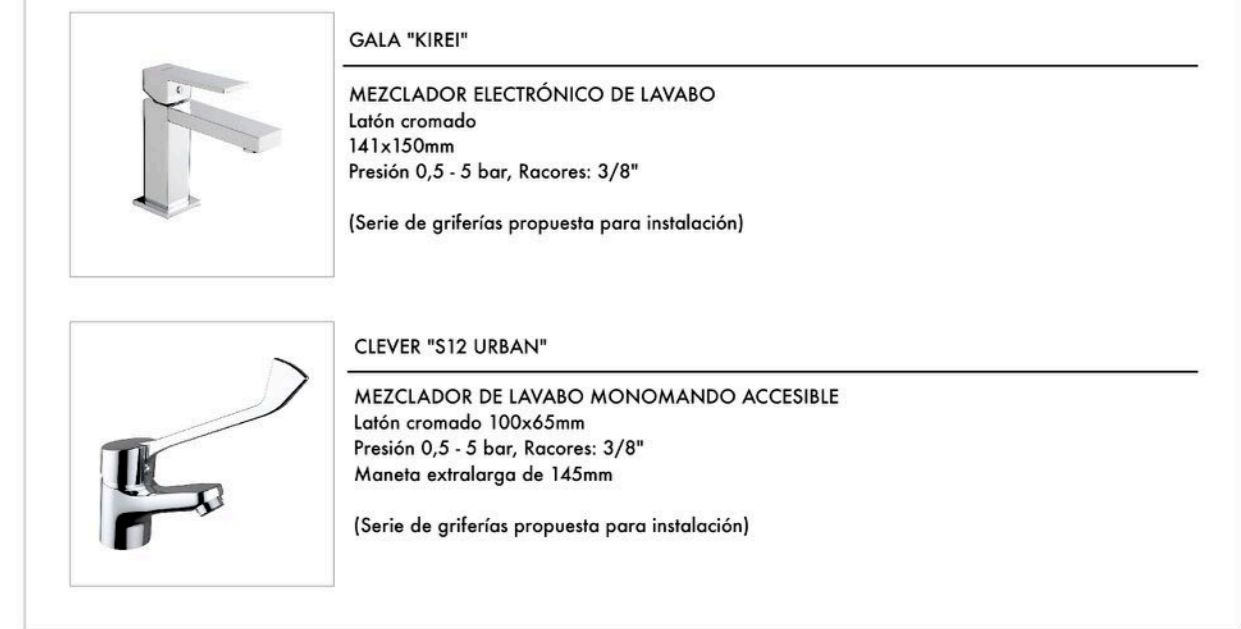 GALA "KIREI"
MEZCLADOR ELECTRÓNICO DE LAVABO
Latón cromado
141x150mm
Presión 0,5 - 5 bar, Racores: 3/8"
(Serie de griferías propuesta para instalación)
CLEVER "S12 URBAN"
MEZCLADOR DE LAVABO MONOMANDO ACCESIBLE
Latón cromado 100x65mm
Presión 0,5 - 5 bar, Racores: 3/8"
Maneta extralarga de 145mm
(Serie de griferías propuesta para instalación)